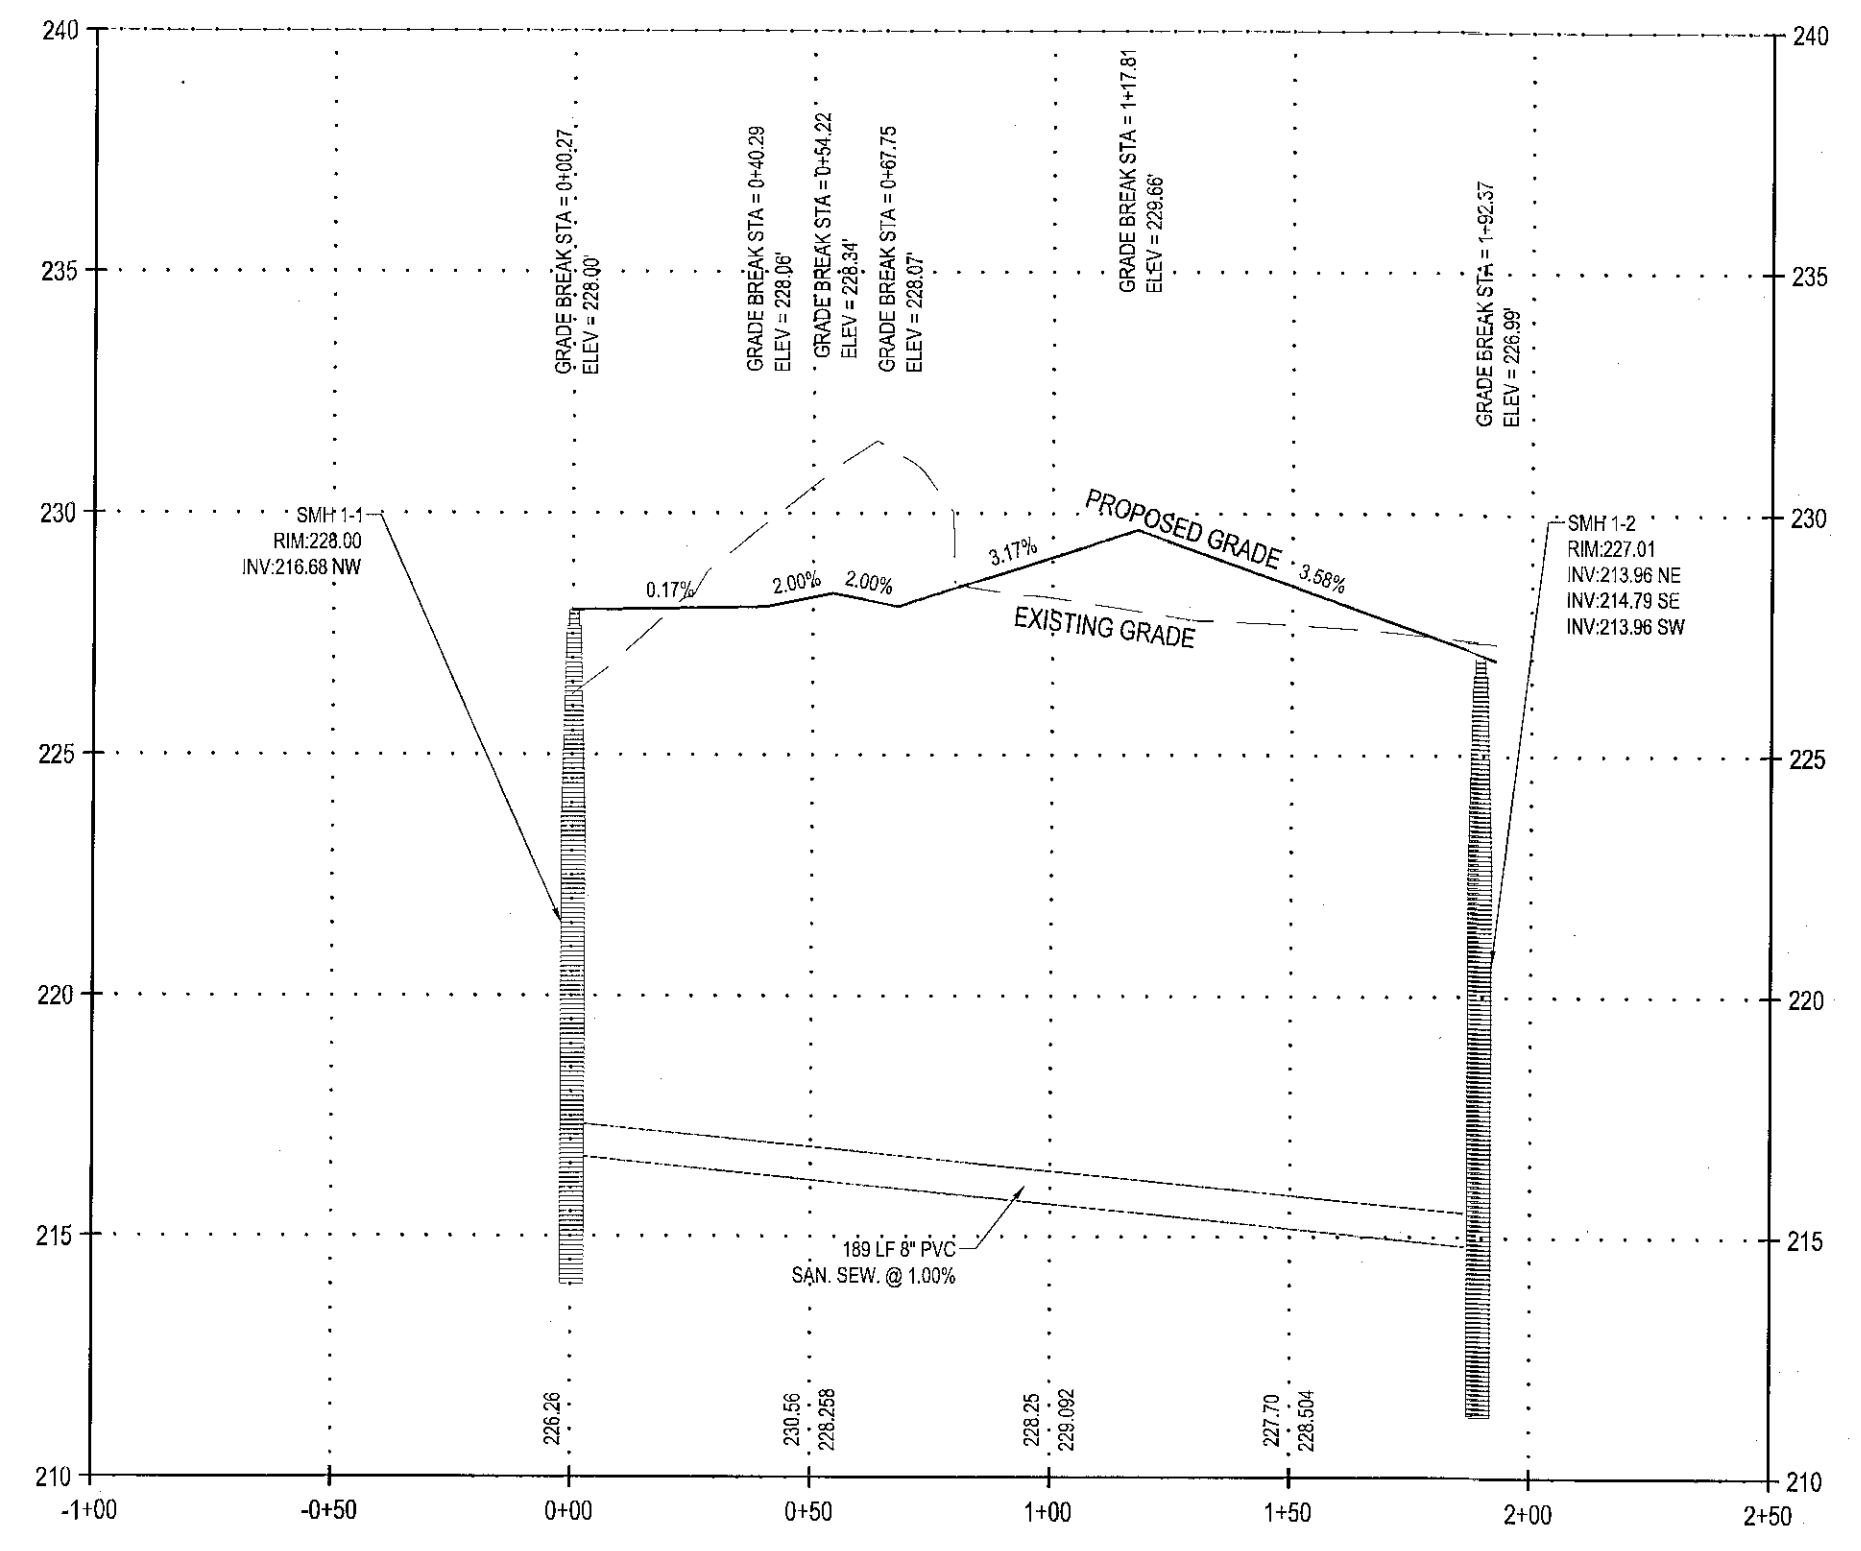 240
240
GRADE BREAK STA = 0+00.27
ELEV = 228.00'
GRADE BREAK STA = 0+40.29
ELEV = 228.06'
GRADE BREAK STA = 0+54.22
ELEV = 228.34'
GRADE BREAK STA = 0+67.75
ELEV = 228.07'
GRADE BREAK STA = 1+17.81
ELEV = 229.66'
GRADE BREAK STA = 1+92.37
ELEV = 226.99'
235
235
230
230
SMH 1-1
RIM:228.00
INV:216.68 NW
PROPOSED GRADE
0.17%
2.00%
2.00%
3.17%
3.58%
EXISTING GRADE
SMH 1-2
RIM:227.01
INV:213.96 NE
INV:214.79 SE
INV:213.96 SW
225
225
220
220
215
215
189 LF 8" PVC
SAN. SEW. @ 1.00%
226.26
230.56
228.258
228.25
229.092
227.70
228.504
210
210
-1+00
-0+50
0+00
0+50
1+00
1+50
2+00
2+50